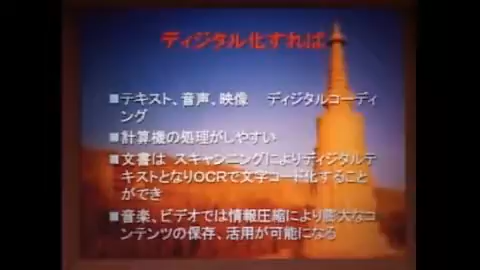 ディジタル化すれば
■テキスト、音声、映像　ディジタルコーディ
ング
■計算機の処理がしやすい
■文書は スキャンニングによりディジタルテ
キストとなりOCRで文字コード化すること
ができ
■音楽、ビデオでは情報圧縮により膨大なコ
ンテンツの保存、活用が可能になる